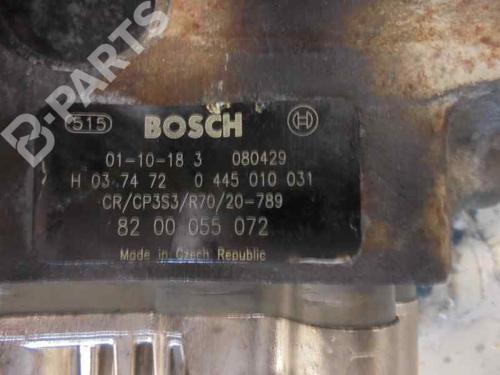 B-PARTS
515 BOSCH
01-10-18 3 080429
H 03 74 72 0 445 010 031
CR/CP3S3/R70/20-789
82 00 055 072
Made in Czech Republic